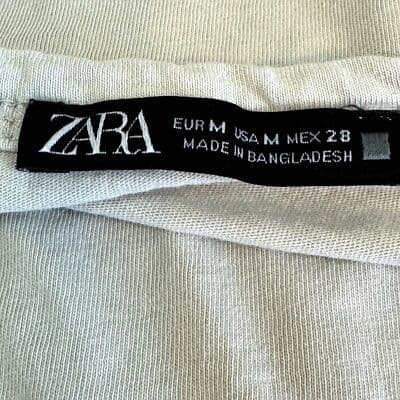 ZARA
EUR M USA M MEX 28
MADE IN BANGLADESH